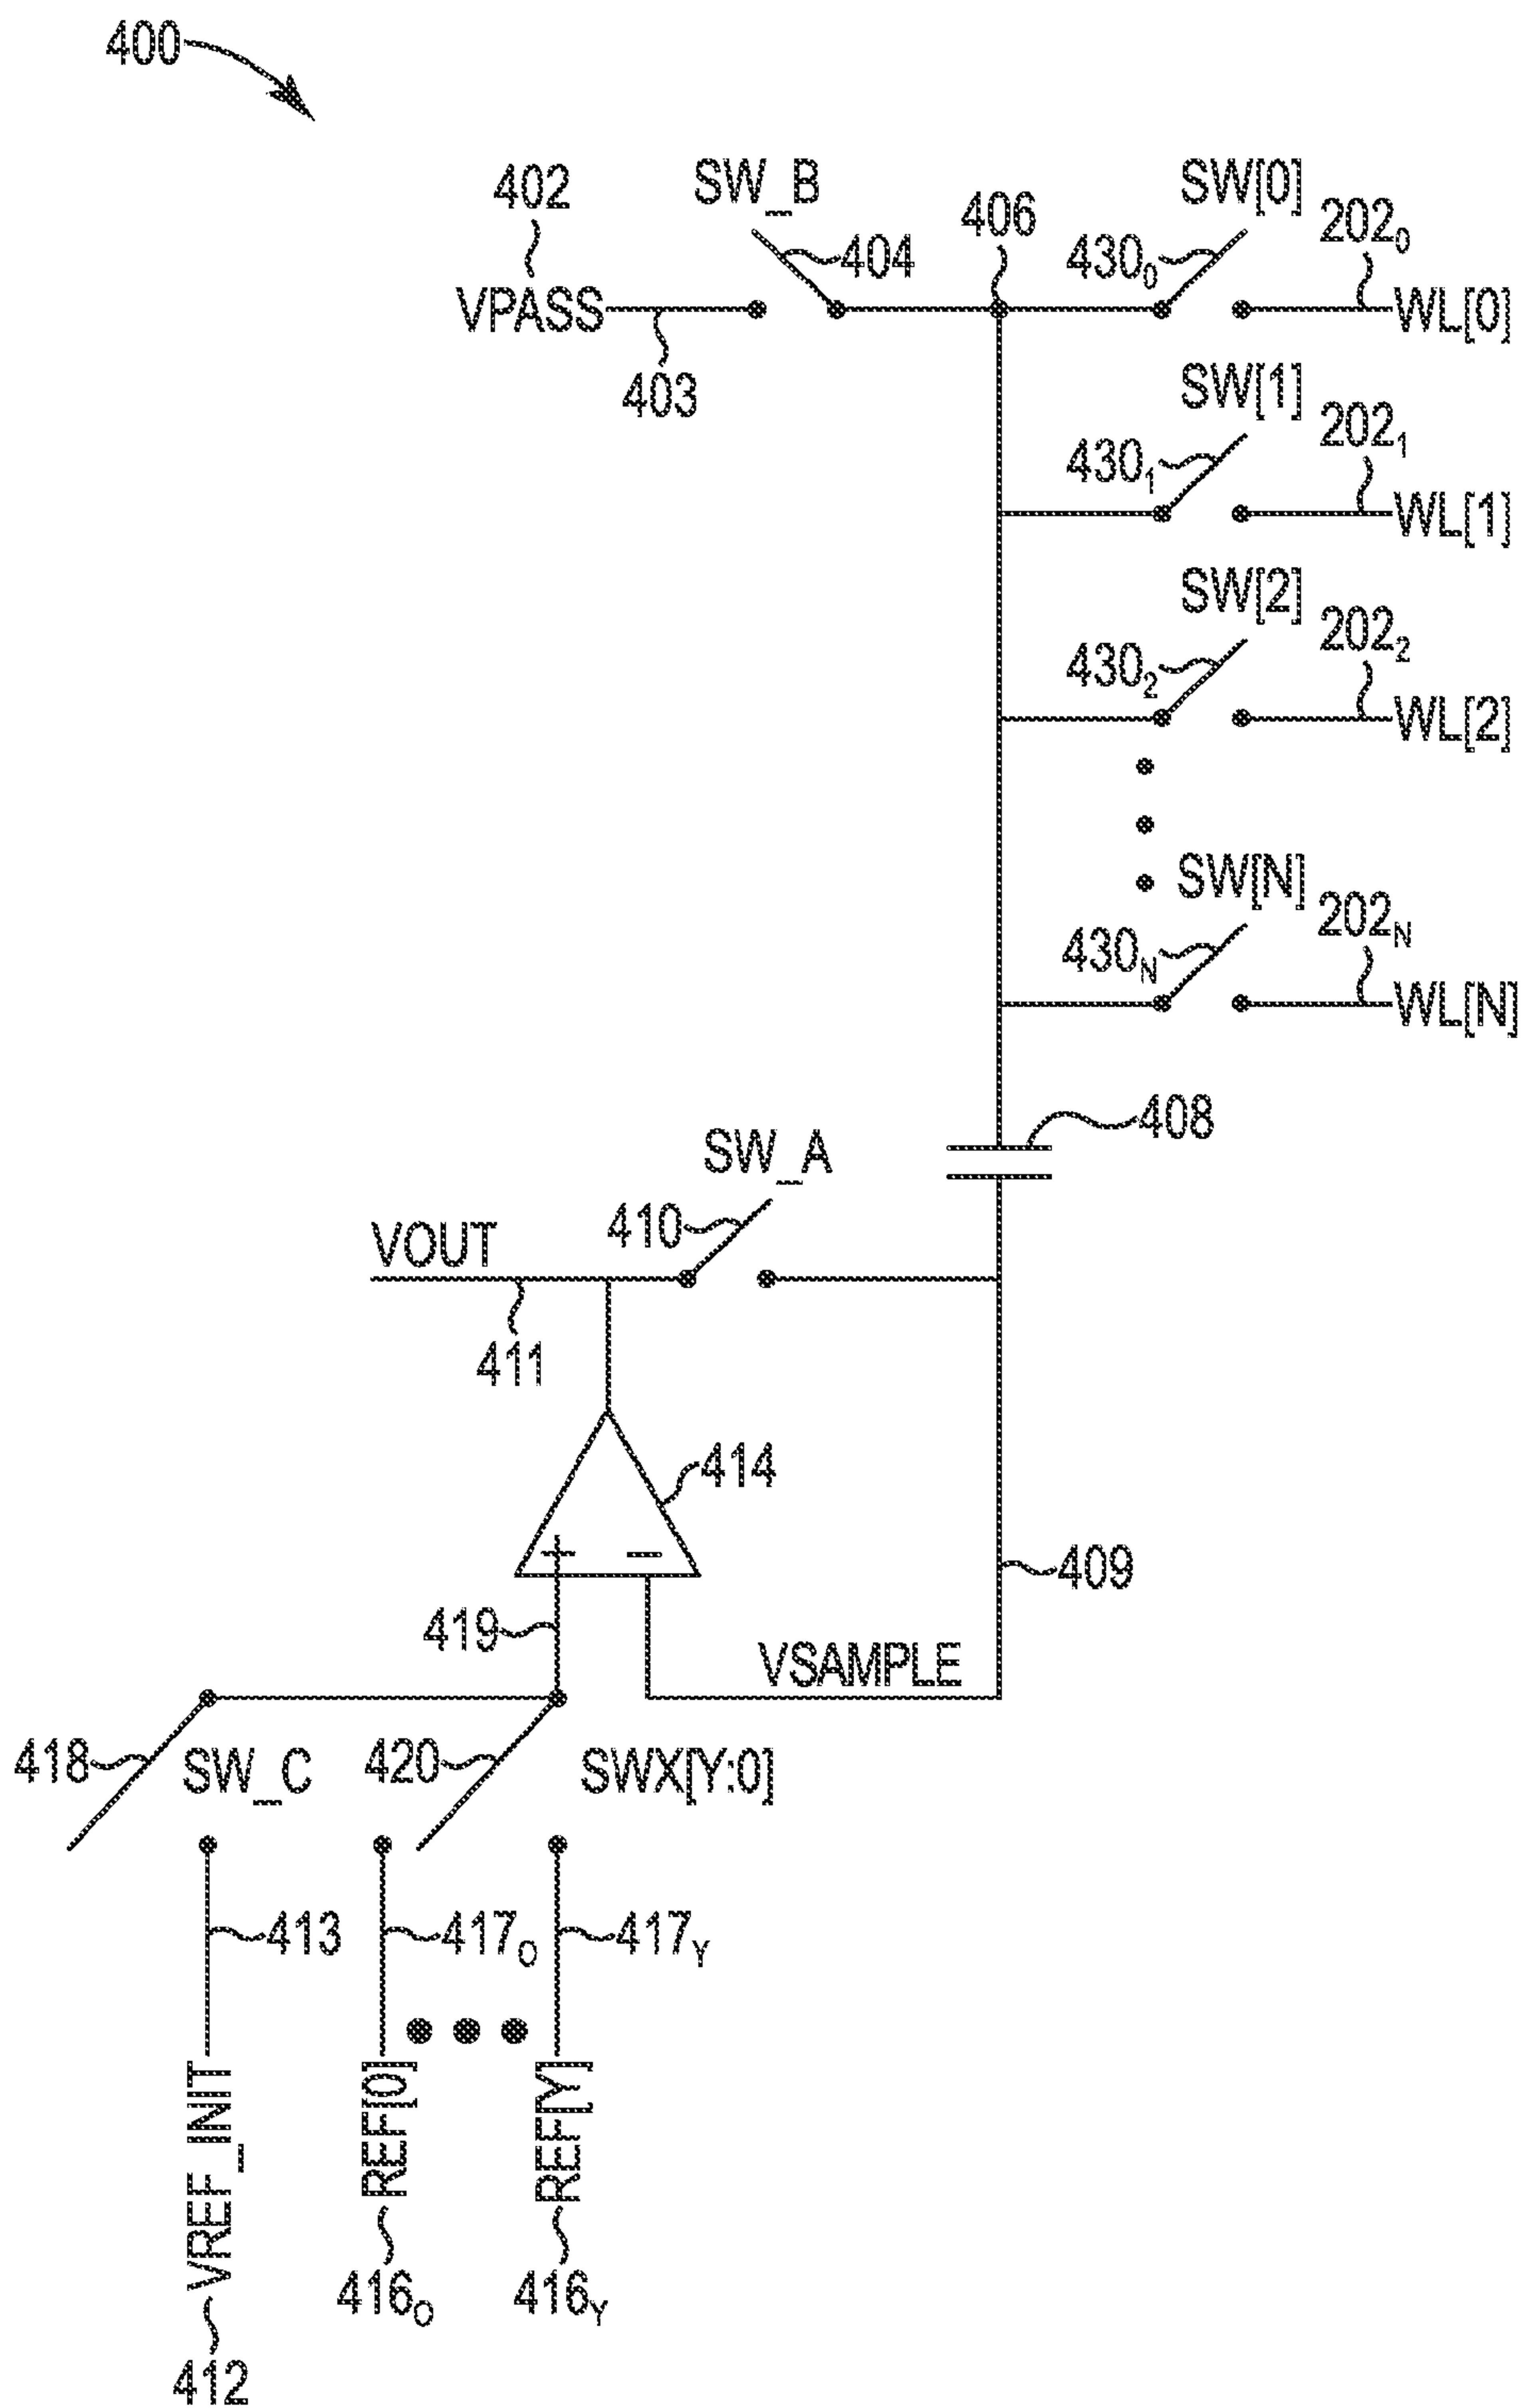 400
402
SW_B
406
SW[0]
404
430₀
202₀
VPASS
WL[0]
403
SW[1]
430₁
202₁
WL[1]
SW[2]
430₂
202₂
WL[2]
SW[N]
430N
202N
WL[N]
408
SW_A
410
VOUT
411
414
409
419
VSAMPLE
418
SW_C
420
SWX[Y:0]
413
417₀
417Y
VREF_INIT
REF[0]
REF[Y]
416₀
416Y
412